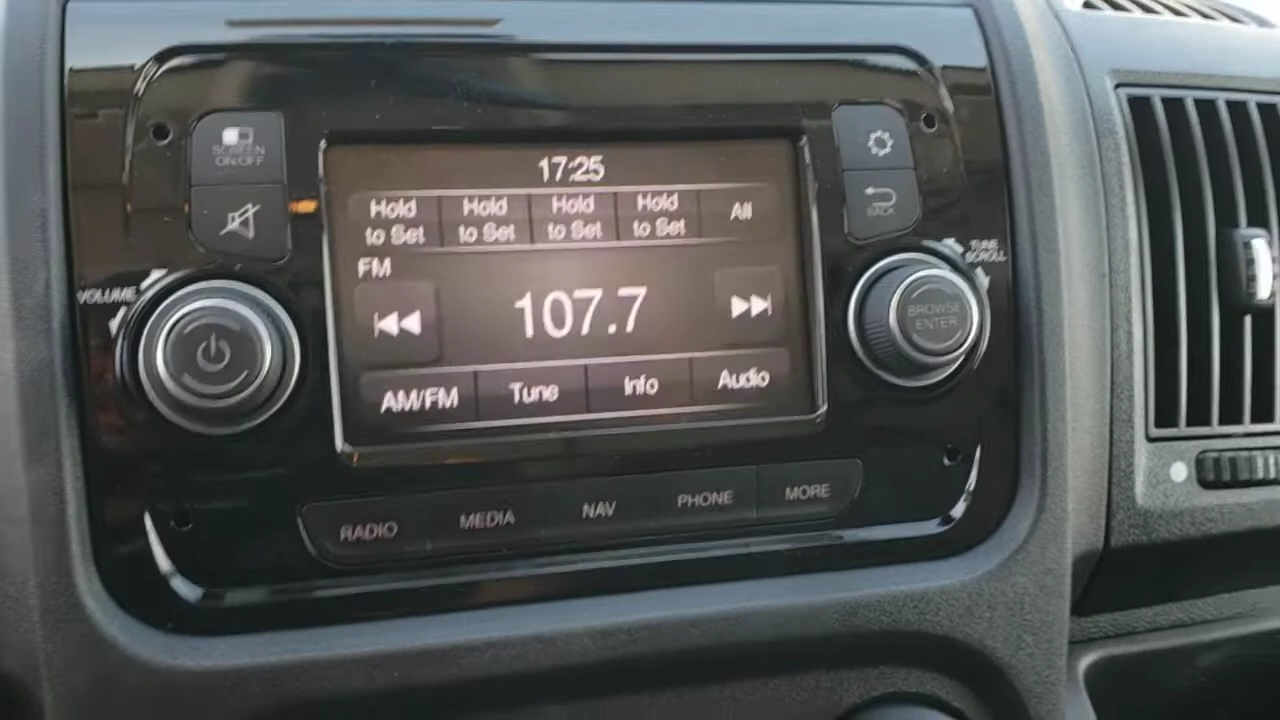 17:25
SCREEN
ON/OFF
Hold
to Set
Hold
to Set
Hold
to Set
Hold
to Set
All
BACK
FM
VOLUME
TUNE
SCROLL
107.7
BROWSE
ENTER
AM/FM
Tune
Info
Audio
RADIO
MEDIA
NAV
PHONE
MORE